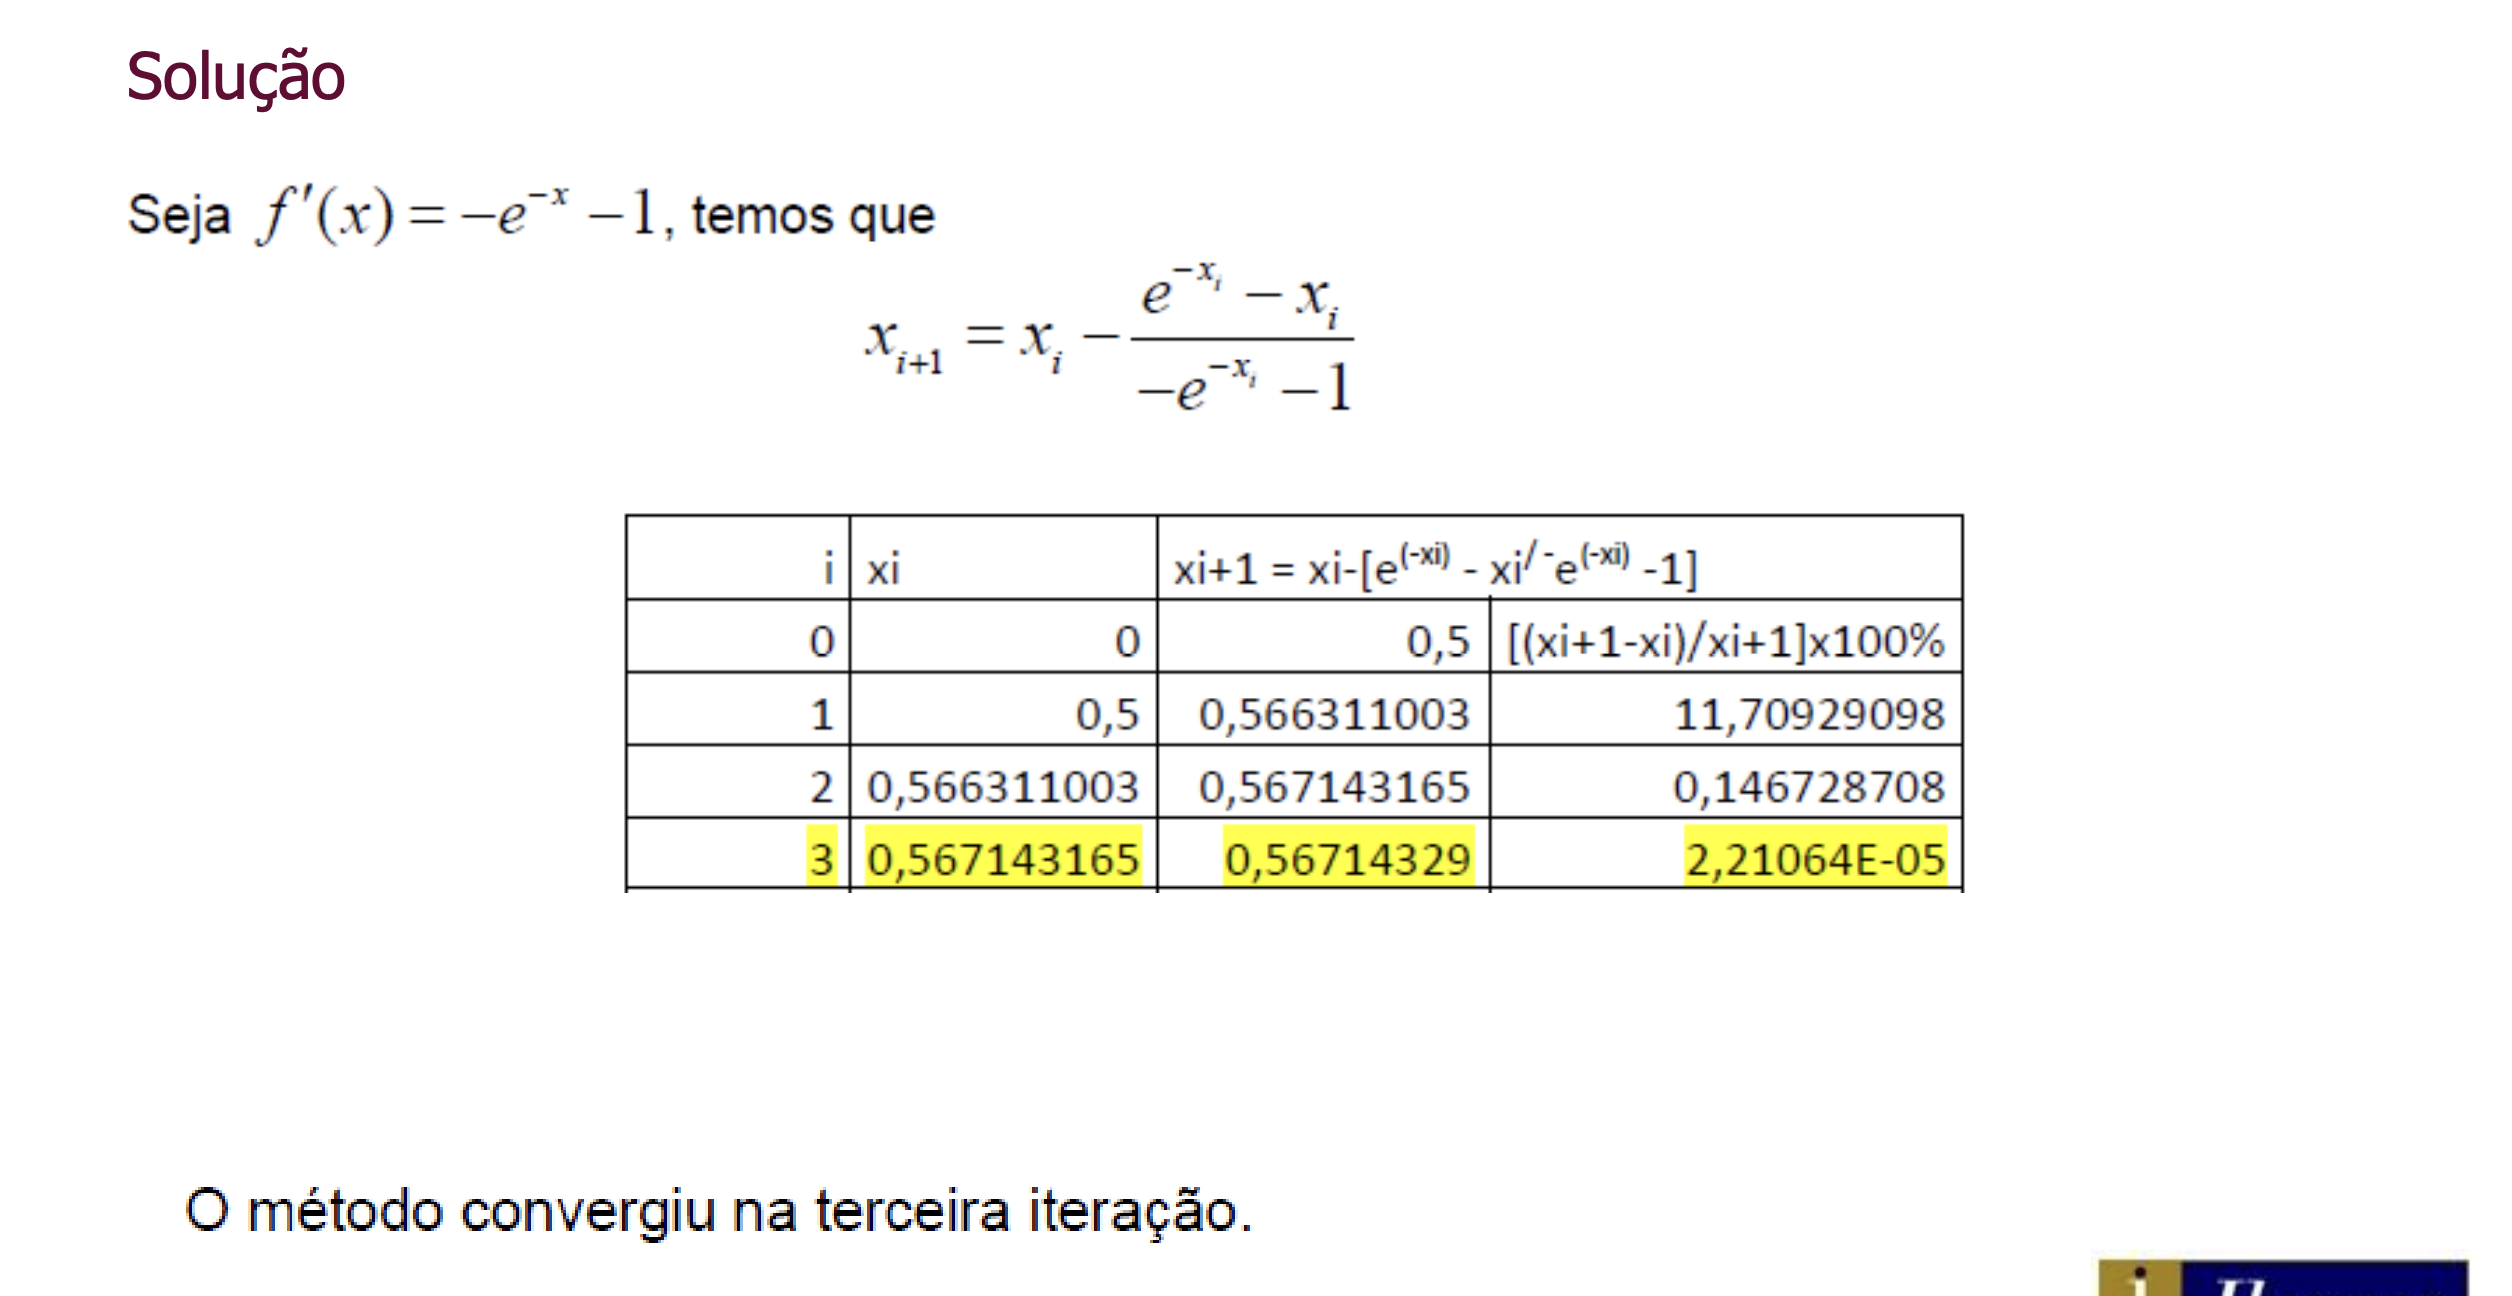 Solução
Seja f′(x) = −e^{−x} −1, temos que
x_{i+1} = x_i − \frac{e^{−x_i} − x_i}{−e^{−x_i} −1}
i xi xi+1 = xi-[e^{(-xi)} - xi^{/ -}e^{(-xi)} -1]
0 0 0,5 [(xi+1-xi)/xi+1]x100%
1 0,5 0,566311003 11,70929098
2 0,566311003 0,567143165 0,146728708
3 0,567143165 0,56714329 2,21064E-05
O método convergiu na terceira iteração.